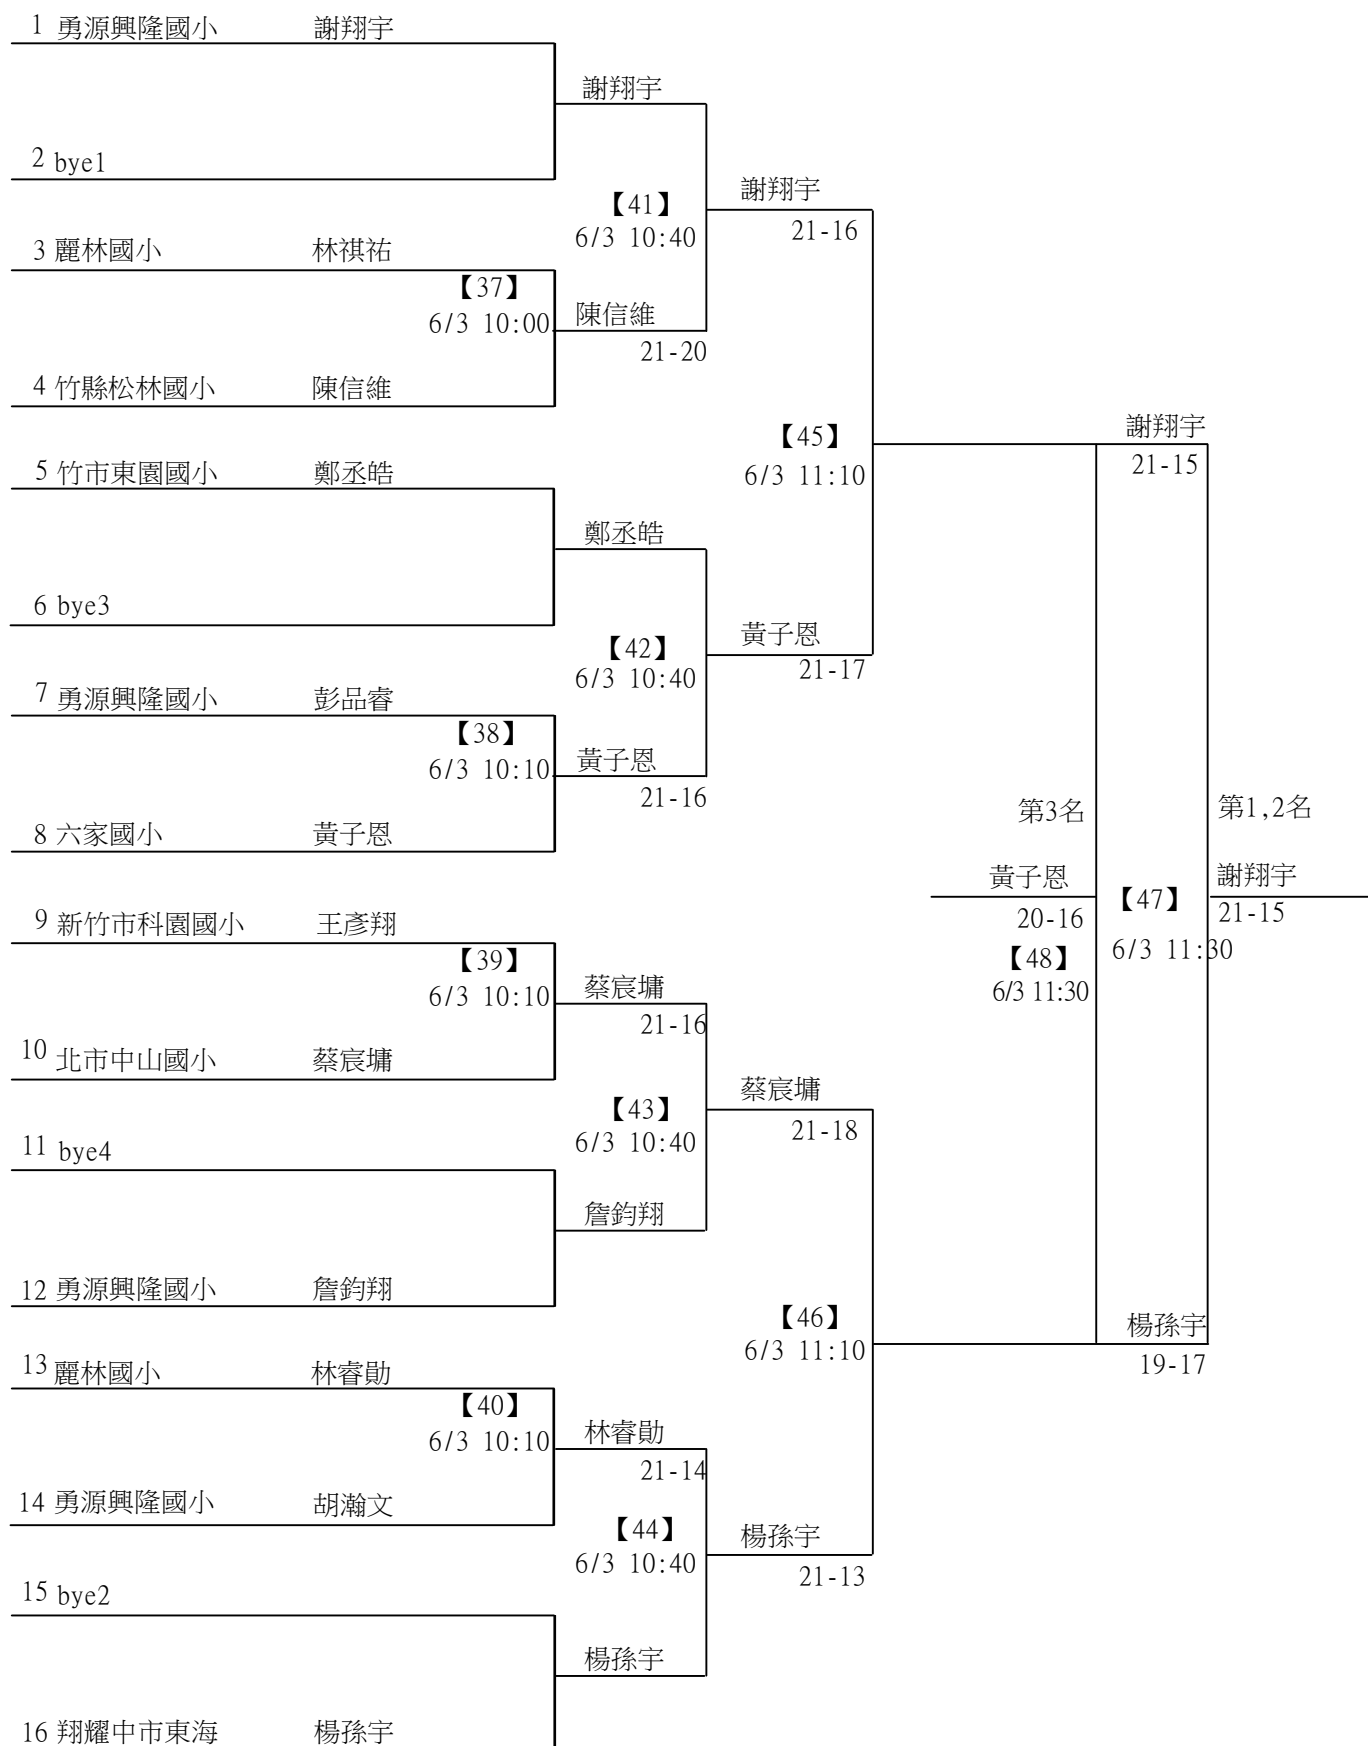 1 勇源興隆國小 謝翔宇
謝翔宇
2 bye1
謝翔宇
【41】
21-16
6/3 10:40
3 麗林國小 林祺祐
【37】
6/3 10:00
陳信維
21-20
4 竹縣松林國小 陳信維
謝翔宇
【45】
21-15
6/3 11:10
5 竹市東園國小 鄭丞皓
鄭丞皓
6 bye3
黃子恩
【42】
21-17
6/3 10:40
7 勇源興隆國小 彭品睿
【38】
6/3 10:10
黃子恩
21-16
第3名
第1,2名
8 六家國小 黃子恩
黃子恩
謝翔宇
【47】
20-16
21-15
9 新竹市科園國小 王彥翔
6/3 11:30
【48】
6/3 11:30
【39】
6/3 10:10
蔡宸墉
21-16
10 北市中山國小 蔡宸墉
蔡宸墉
【43】
21-18
6/3 10:40
11 bye4
詹鈞翔
12 勇源興隆國小 詹鈞翔
【46】
6/3 11:10
楊孫宇
19-17
13 麗林國小 林睿勛
【40】
6/3 10:10
林睿勛
21-14
14 勇源興隆國小 胡瀚文
【44】
楊孫宇
6/3 10:40
21-13
15 bye2
楊孫宇
16 翔耀中市東海 楊孫宇